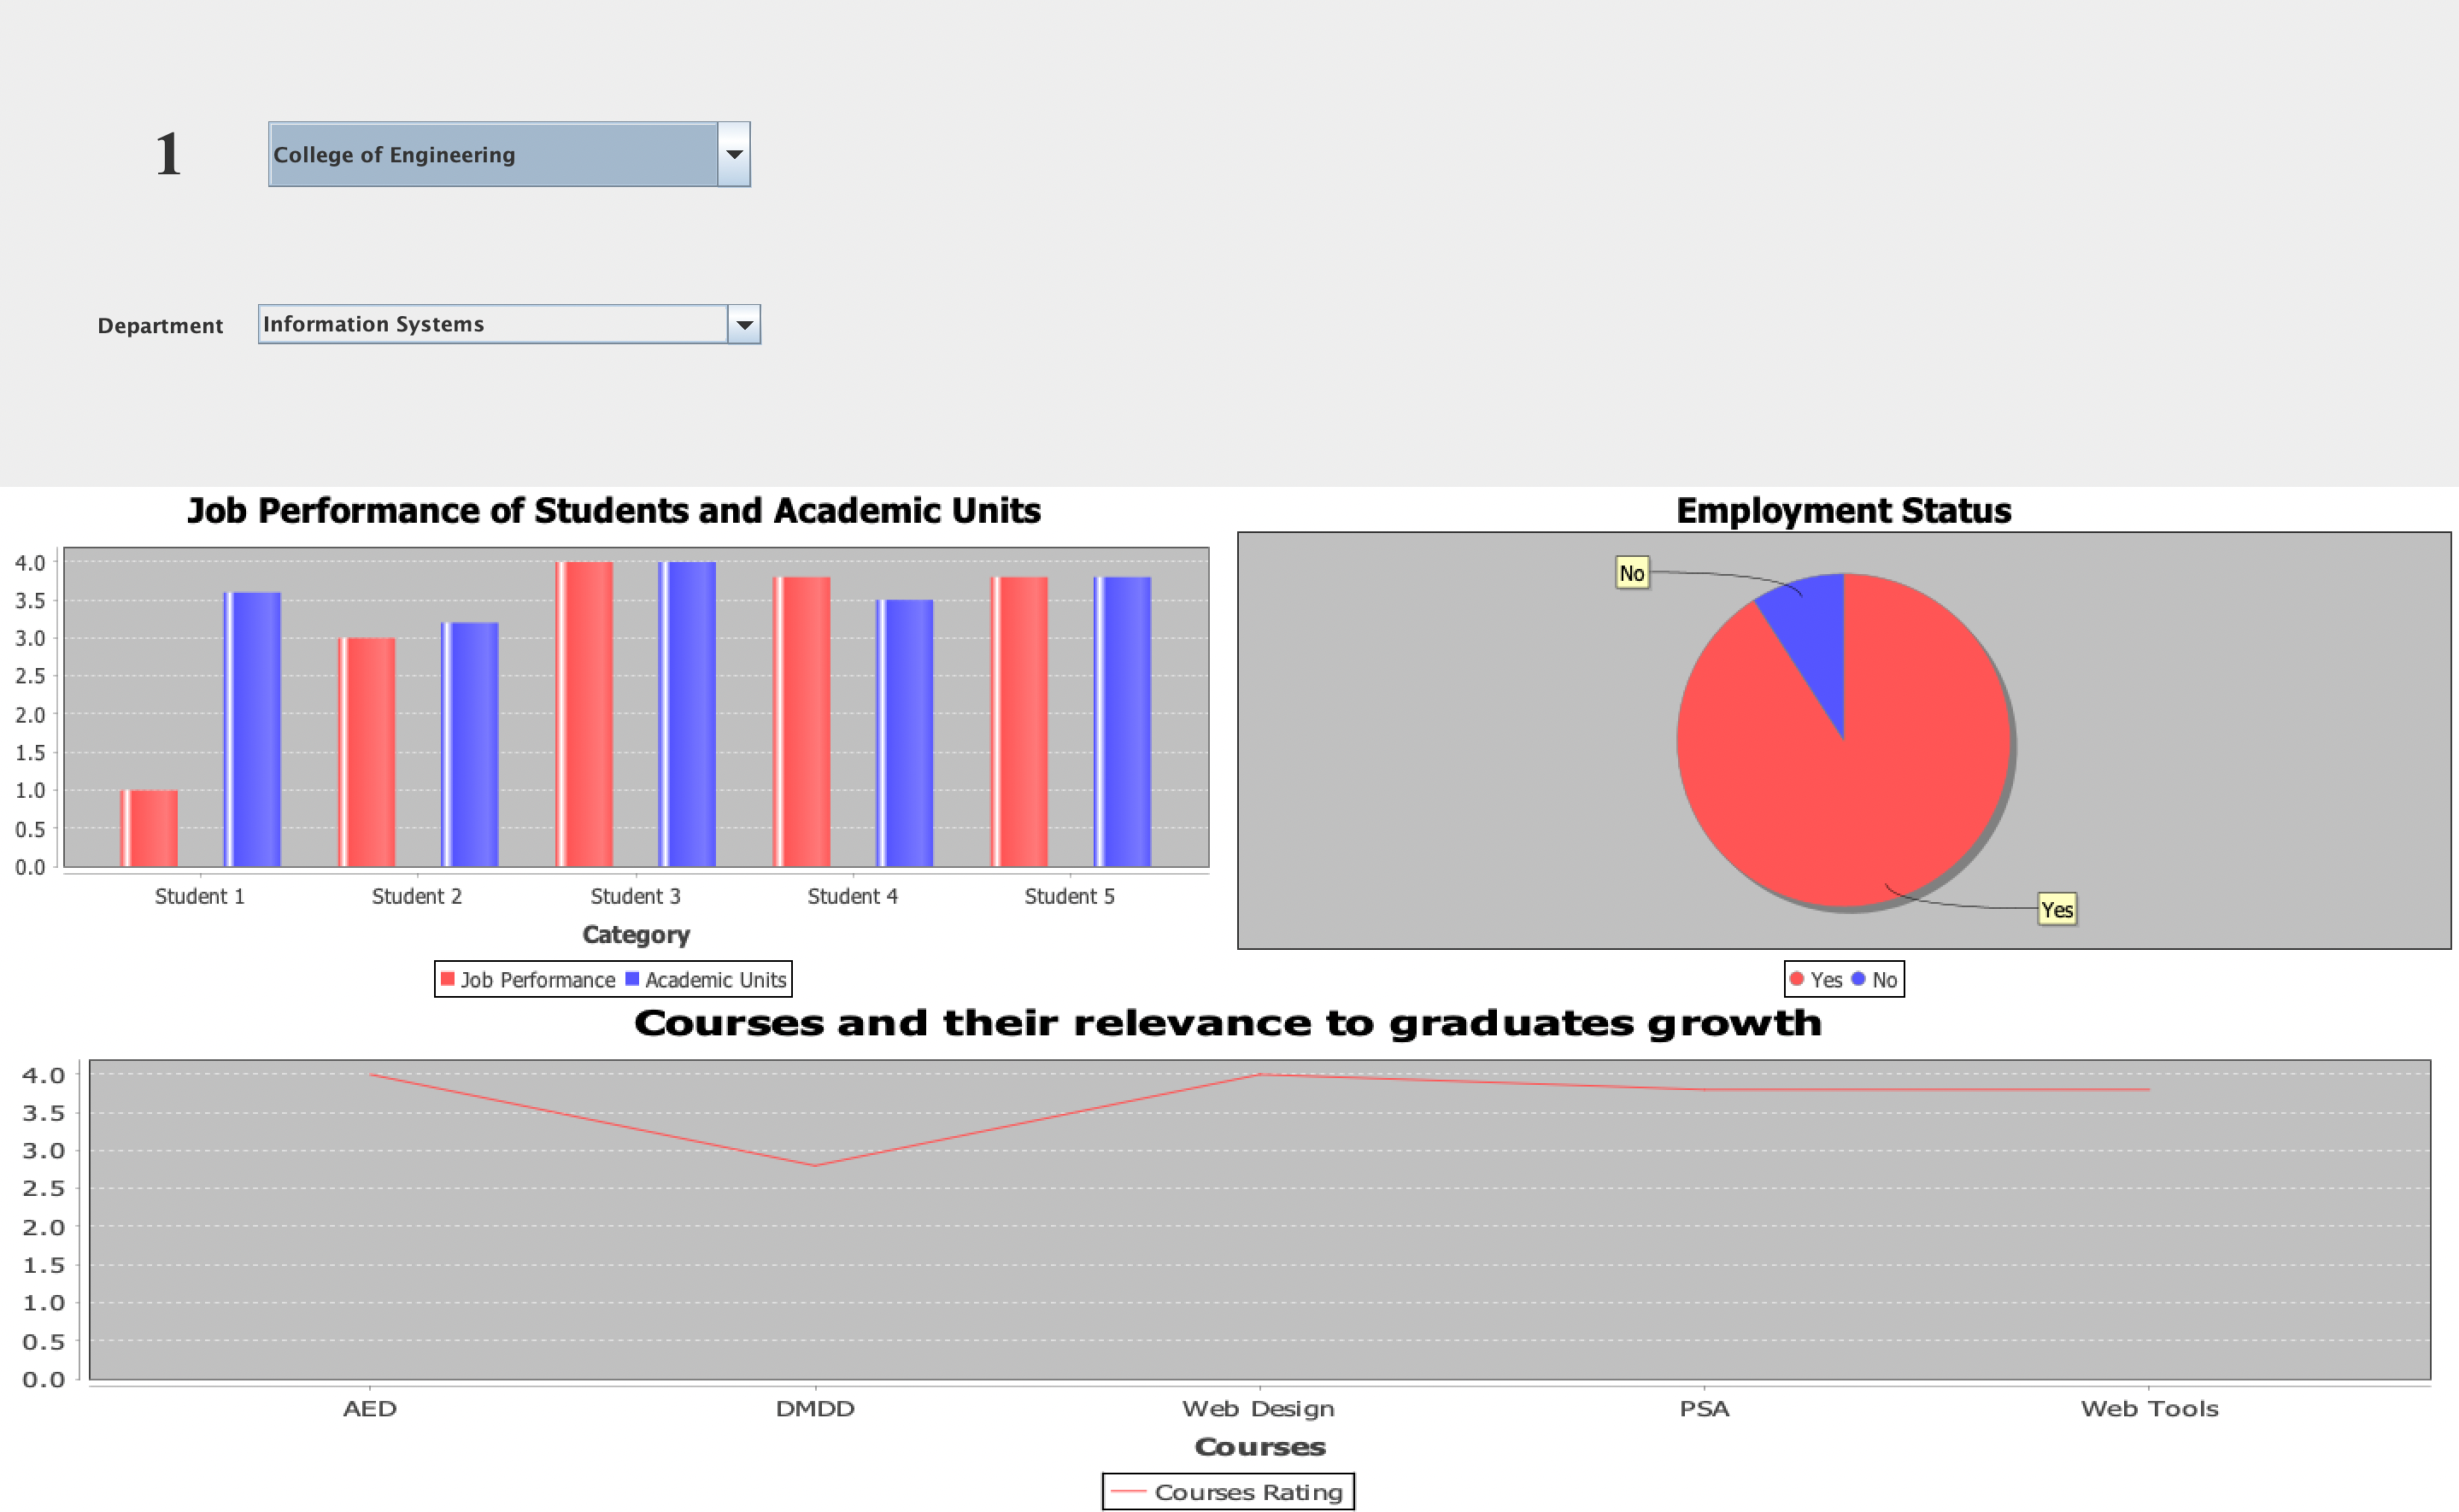 1
College of Engineering
Department
Information Systems
Job Performance of Students and Academic Units
4.0
3.5
3.0
2.5
2.0
1.5
1.0
0.5
0.0
Student 1 Student 2 Student 3 Student 4 Student 5
Category
Job Performance Academic Units
Employment Status
No
Yes
Yes No
Courses and their relevance to graduates growth
4.0
3.5
3.0
2.5
2.0
1.5
1.0
0.5
0.0
AED DMDD Web Design PSA Web Tools
Courses
Courses Rating